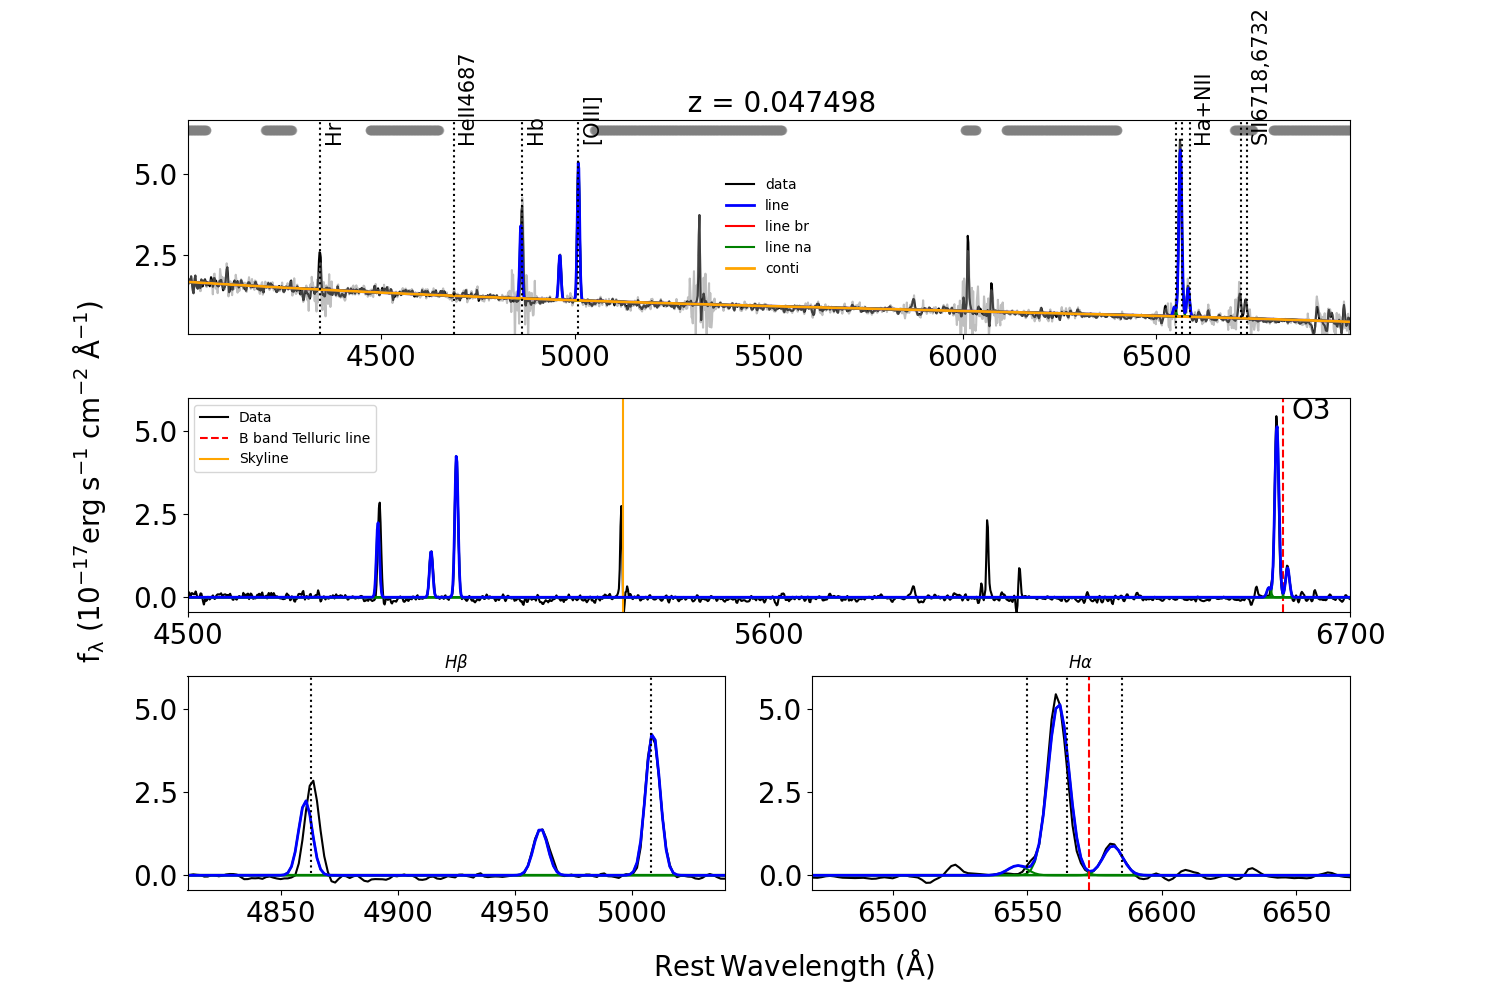 z = 0.047498
Hr
HeII4687
Hb
[OIII]
Ha+NII
SII6718,6732
data
line
line br
line na
conti
5.0
2.5
4500 5000 5500 6000 6500
Data
B band Telluric line
Skyline
O3
5.0
2.5
0.0
4500 5600 6700
fλ (10−17erg s−1 cm−2 Å−1)
Hβ
Hα
5.0
2.5
0.0
4850 4900 4950 5000
5.0
2.5
0.0
6500 6550 6600 6650
Rest Wavelength (Å)